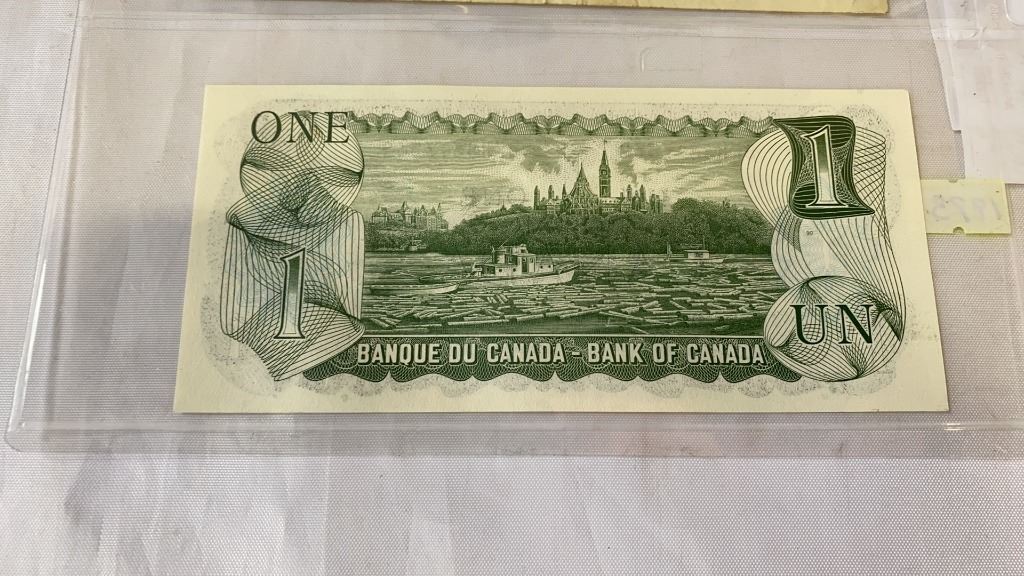 ONE
1
1
BANQUE DU CANADA - BANK OF CANADA
UN